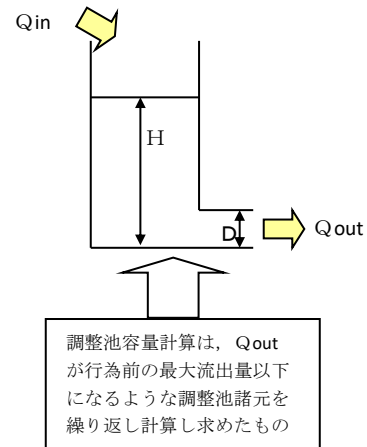 Qin
H
D
Qout
調整池容量計算は，Qout
が行為前の最大流出量以下
になるような調整池諸元を
繰り返し計算し求めたもの